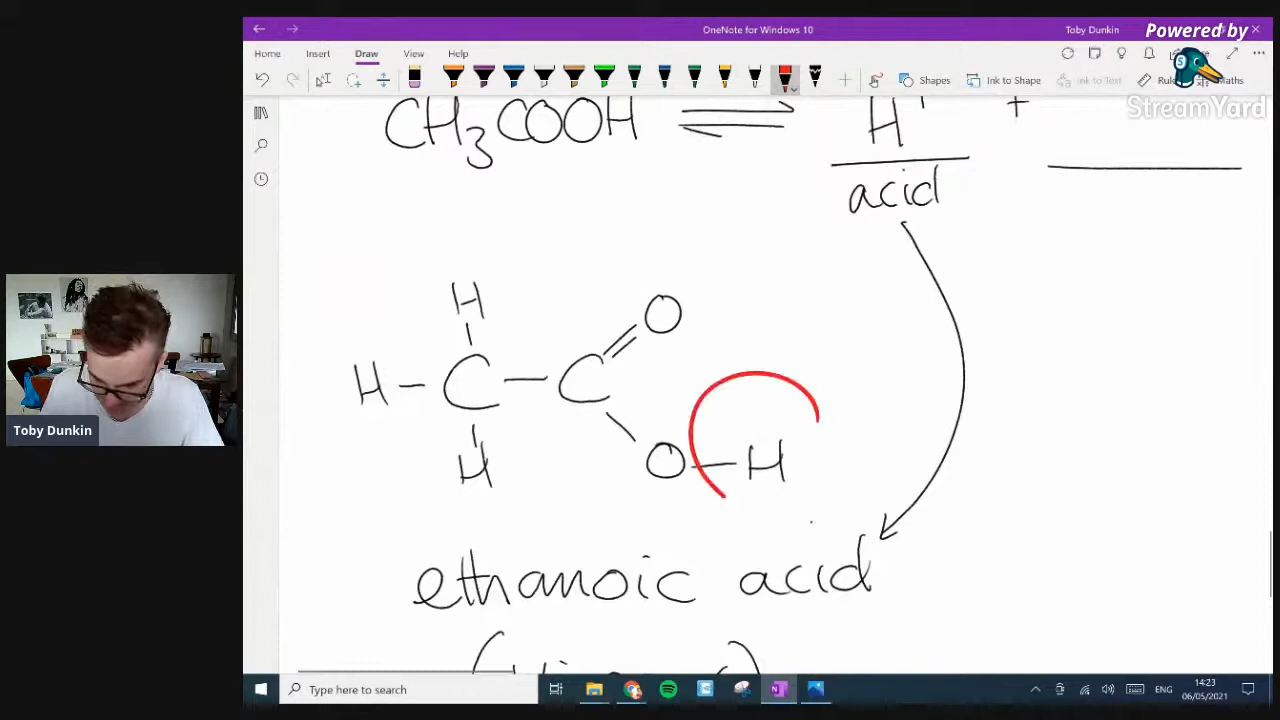 OneNote for Windows 10
Toby Dunkin
Powered by
StreamYard
Home Insert Draw View Help
Shapes Ink to Shape Ink to Text Maths
CH3COOH ⇌ H+ +
acid
H
H - C - C = O
H
O - H
ethanoic acid
Toby Dunkin
Type here to search
ENG
14:23
06/05/2021